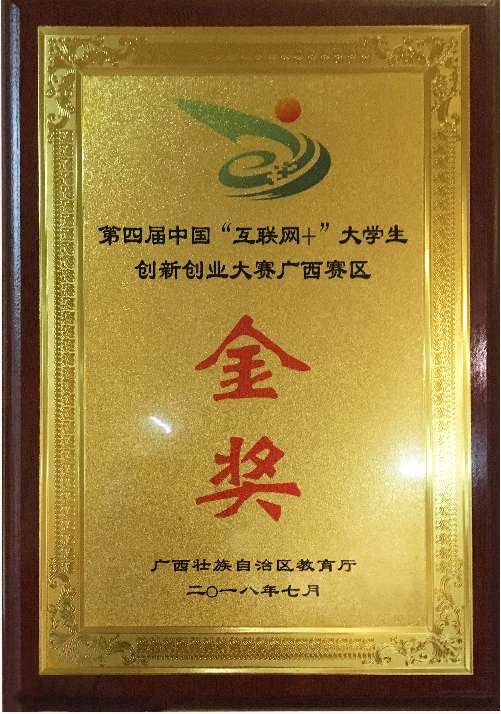 第四届中国“互联网+”大学生
创新创业大赛广西赛区
金
奖
广西壮族自治区教育厅
二○一八年七月